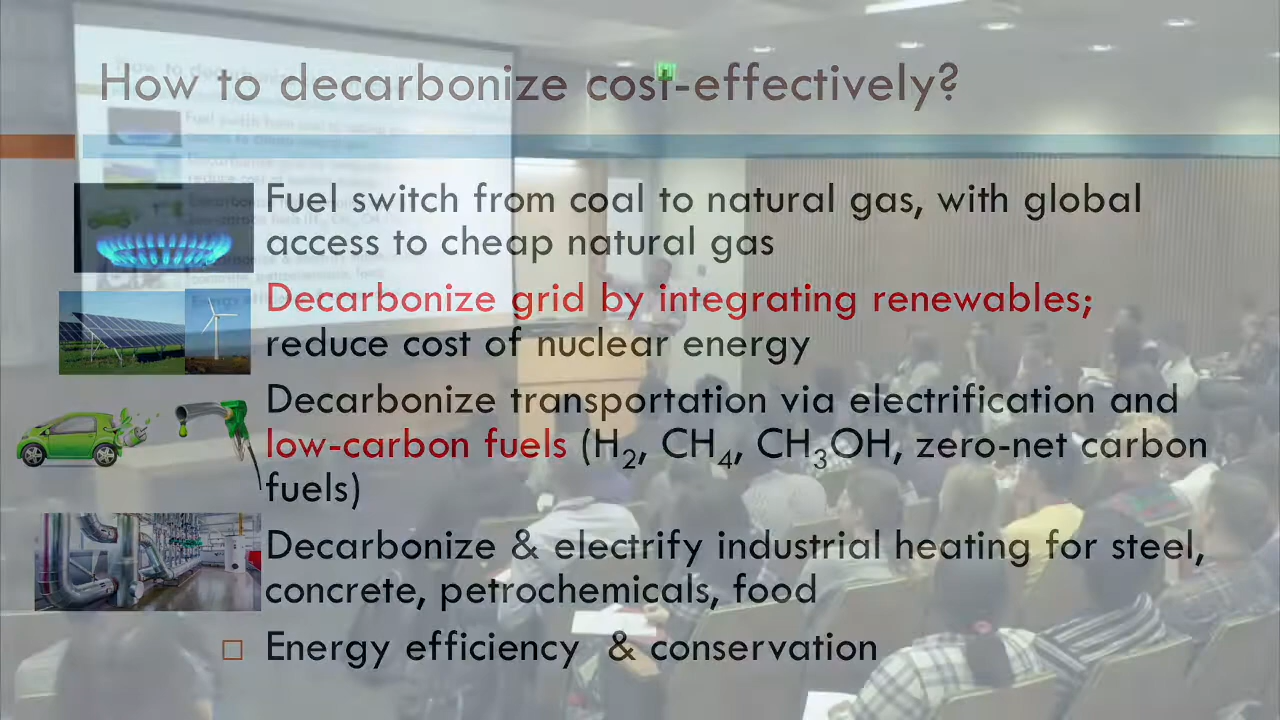 How to decarbonize cost-effectively?
Fuel switch from coal to natural gas, with global
access to cheap natural gas
Decarbonize grid by integrating renewables;
reduce cost of nuclear energy
Decarbonize transportation via electrification and
low-carbon fuels (H₂, CH₄, CH₃OH, zero-net carbon
fuels)
Decarbonize & electrify industrial heating for steel,
concrete, petrochemicals, food
Energy efficiency & conservation